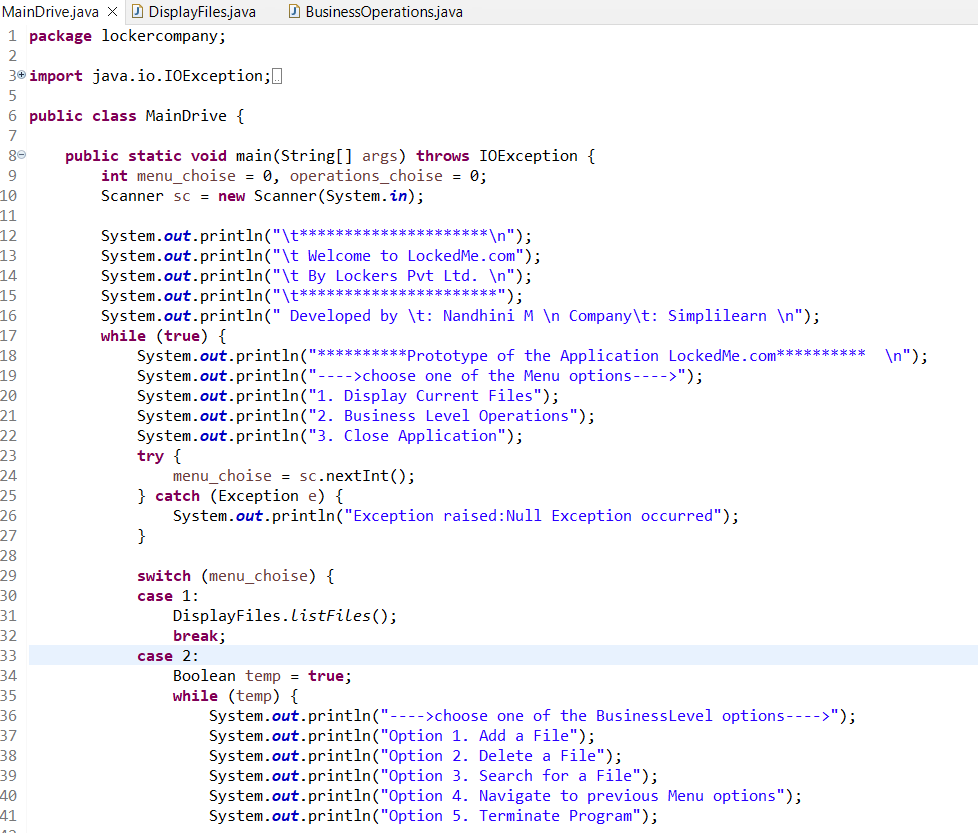 MainDrive.java DisplayFiles.java BusinessOperations.java
1 package lockercompany;
2
3 import java.io.IOException;
5
6 public class MainDrive {
7
8 public static void main(String[] args) throws IOException {
9 int menu_choise = 0, operations_choise = 0;
10 Scanner sc = new Scanner(System.in);
11
12 System.out.println("\t*********************\n");
13 System.out.println("\t Welcome to LockedMe.com");
14 System.out.println("\t By Lockers Pvt Ltd. \n");
15 System.out.println("\t**********************");
16 System.out.println(" Developed by \t: Nandhini M \n Company\t: Simplilearn \n");
17 while (true) {
18 System.out.println("**********Prototype of the Application LockedMe.com**********  \n");
19 System.out.println("---->choose one of the Menu options---->");
20 System.out.println("1. Display Current Files");
21 System.out.println("2. Business Level Operations");
22 System.out.println("3. Close Application");
23 try {
24 menu_choise = sc.nextInt();
25 } catch (Exception e) {
26 System.out.println("Exception raised:Null Exception occurred");
27 }
28
29 switch (menu_choise) {
30 case 1:
31 DisplayFiles.listFiles();
32 break;
33 case 2:
34 Boolean temp = true;
35 while (temp) {
36 System.out.println("---->choose one of the BusinessLevel options---->");
37 System.out.println("Option 1. Add a File");
38 System.out.println("Option 2. Delete a File");
39 System.out.println("Option 3. Search for a File");
40 System.out.println("Option 4. Navigate to previous Menu options");
41 System.out.println("Option 5. Terminate Program");